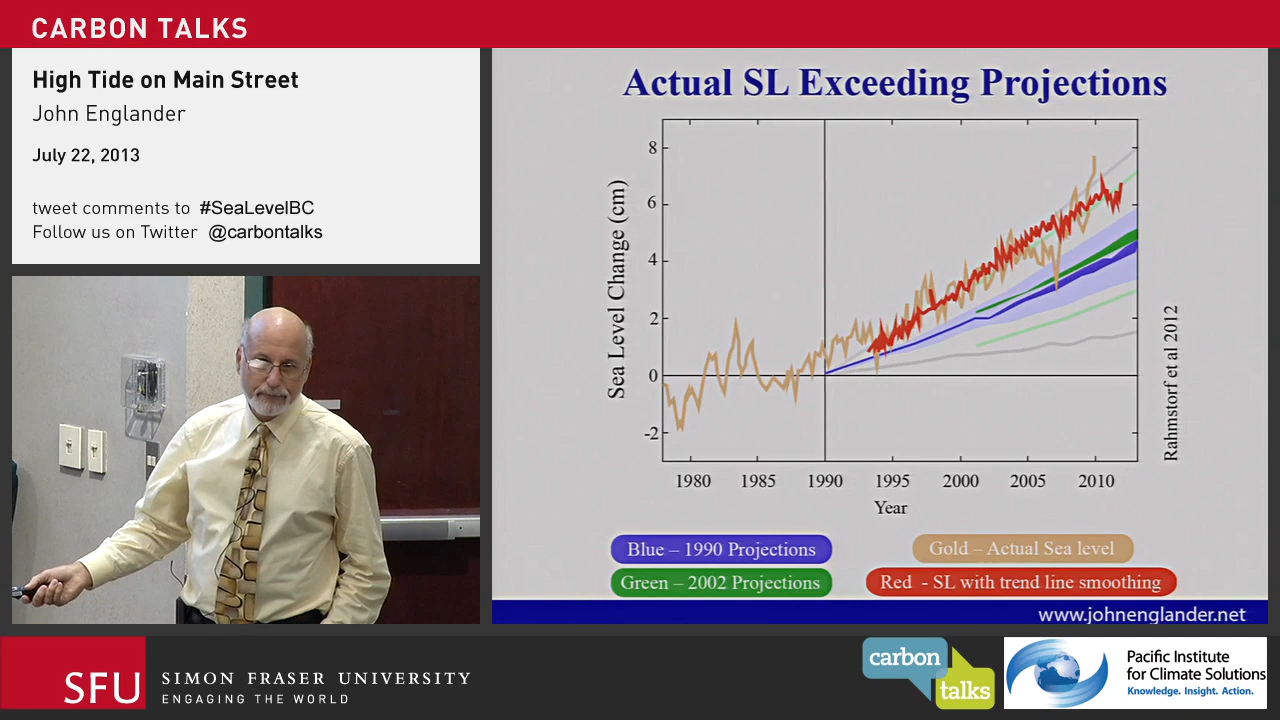 CARBON TALKS
High Tide on Main Street
John Englander
July 22, 2013
tweet comments to #SeaLevelBC
Follow us on Twitter @carbontalks
Actual SL Exceeding Projections
Sea Level Change (cm)
8
6
4
2
0
-2
1980 1985 1990 1995 2000 2005 2010
Year
Rahmstorf et al 2012
Blue – 1990 Projections
Gold – Actual Sea level
Green – 2002 Projections
Red - SL with trend line smoothing
www.johnenglander.net
SFU
SIMON FRASER UNIVERSITY
ENGAGING THE WORLD
carbon
talks
Pacific Institute
for Climate Solutions
Knowledge. Insight. Action.